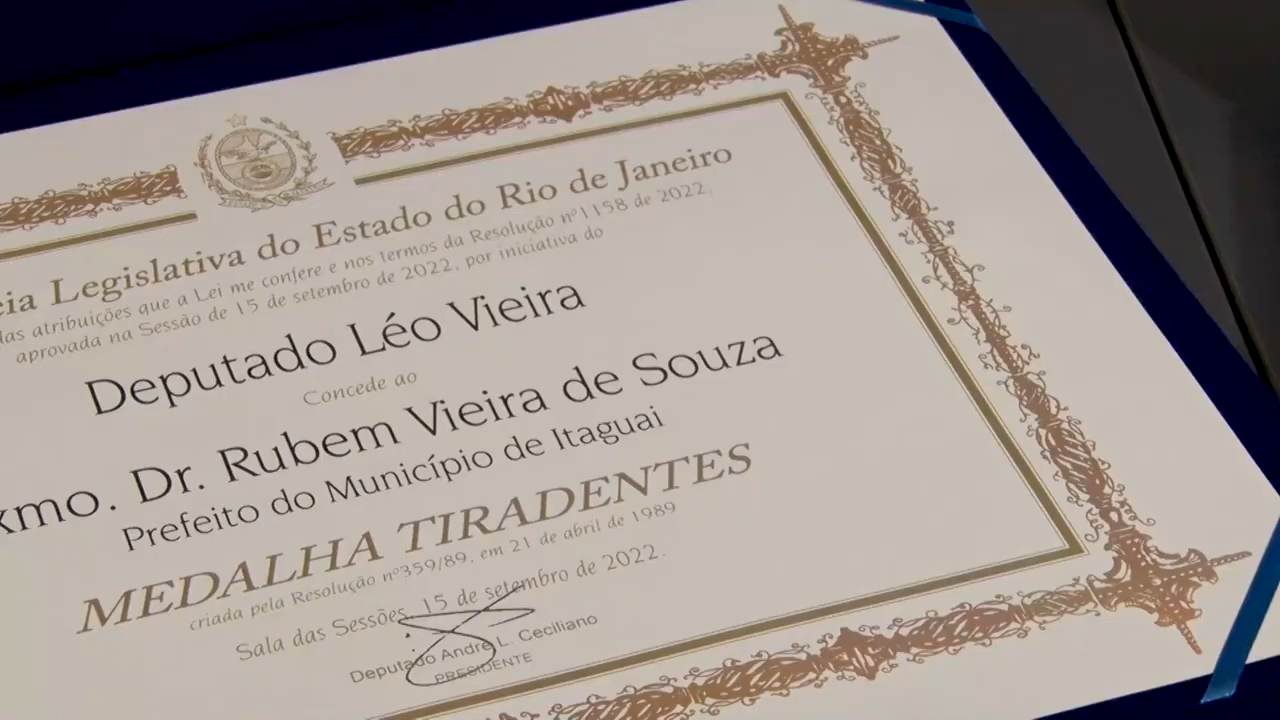 cia Legislativa do Estado do Rio de Janeiro
das atribuições que a Lei me confere e nos termos da Resolução nº1158 de 2022,
aprovada na Sessão de 15 de setembro de 2022, por iniciativa do
Deputado Léo Vieira
Concede ao
xmo. Dr. Rubem Vieira de Souza
Prefeito do Município de Itaguai
MEDALHA TIRADENTES
criada pela Resolução nº359/89, em 21 de abril de 1989
Sala das Sessões, 15 de setembro de 2022.
Deputado André L. Ceciliano
PRESIDENTE